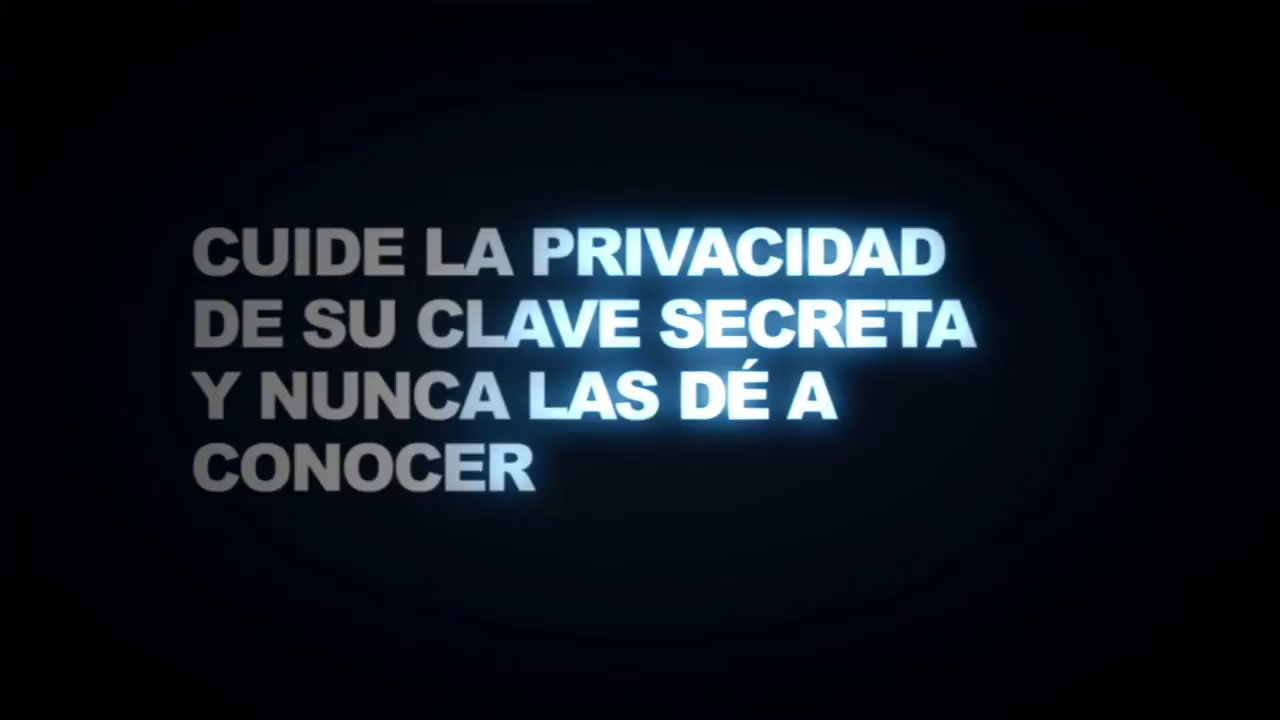 CUIDE LA PRIVACIDAD
DE SU CLAVE SECRETA
Y NUNCA LAS DÉ A
CONOCER